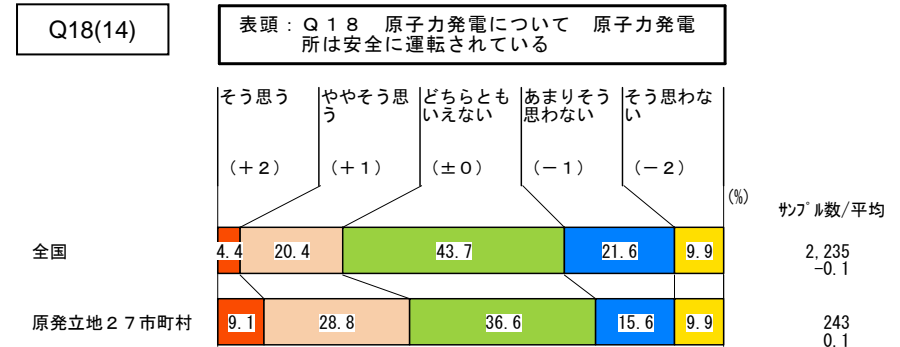 Q18(14)
表頭：Ｑ１８　原子力発電について　原子力発電
所は安全に運転されている
そう思う ややそう思 どちらとも あまりそう そう思わな
う いえない 思わない い
（＋２） （＋１） （±０） （－１） （－２）
(%)
ｻﾝﾌﾟﾙ数/平均
全国 4.4 20.4 43.7 21.6 9.9 2,235
-0.1
原発立地２７市町村 9.1 28.8 36.6 15.6 9.9 243
0.1